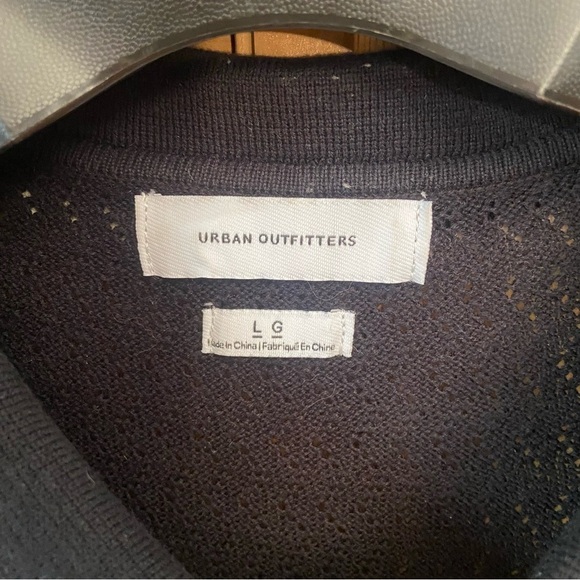 URBAN OUTFITTERS
L G
Made in China | Fabriqué En Chine